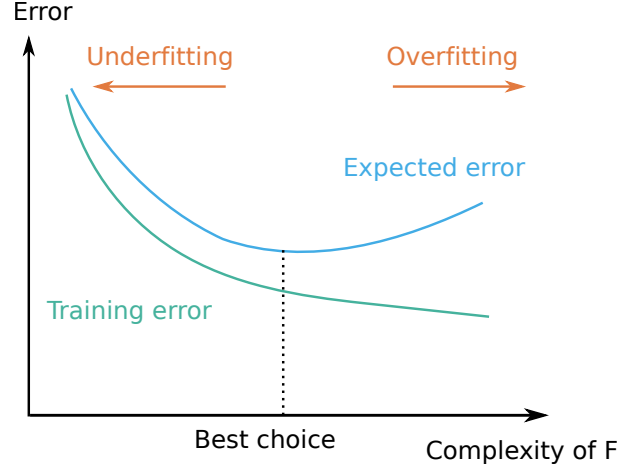 Error
Underfitting
Overfitting
Expected error
Training error
Best choice
Complexity of F